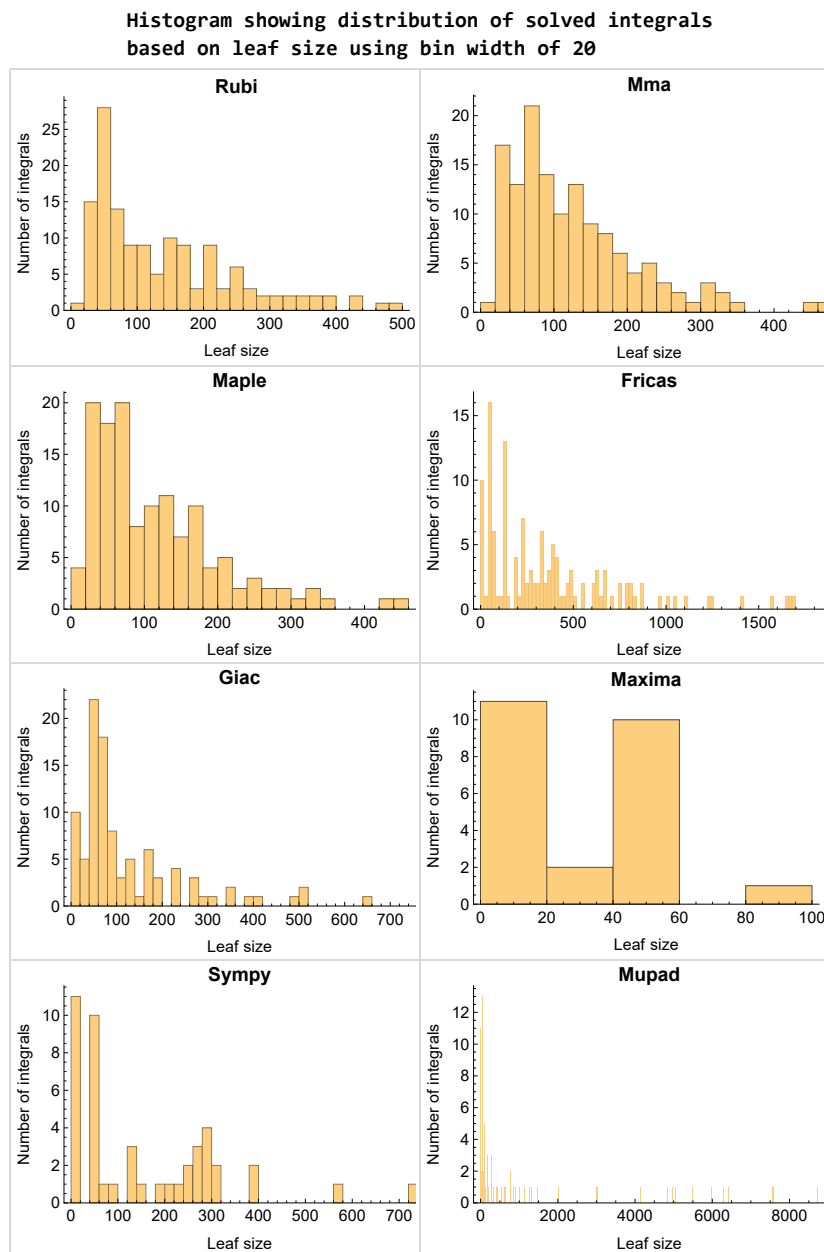 Histogram showing distribution of solved integrals
based on leaf size using bin width of 20
Rubi
Number of integrals
25
20
15
10
5
0
0 100 200 300 400 500
Leaf size
Mma
Number of integrals
20
15
10
5
0
0 100 200 300 400
Leaf size
Maple
Number of integrals
20
15
10
5
0
0 100 200 300 400
Leaf size
Fricas
Number of integrals
15
10
5
0
0 500 1000 1500
Leaf size
Giac
Number of integrals
20
15
10
5
0
0 100 200 300 400 500 600 700
Leaf size
Maxima
Number of integrals
10
8
6
4
2
0
0 20 40 60 80 100
Leaf size
Sympy
Number of integrals
10
8
6
4
2
0
0 100 200 300 400 500 600 700
Leaf size
Mupad
Number of integrals
12
10
8
6
4
2
0
0 2000 4000 6000 8000
Leaf size